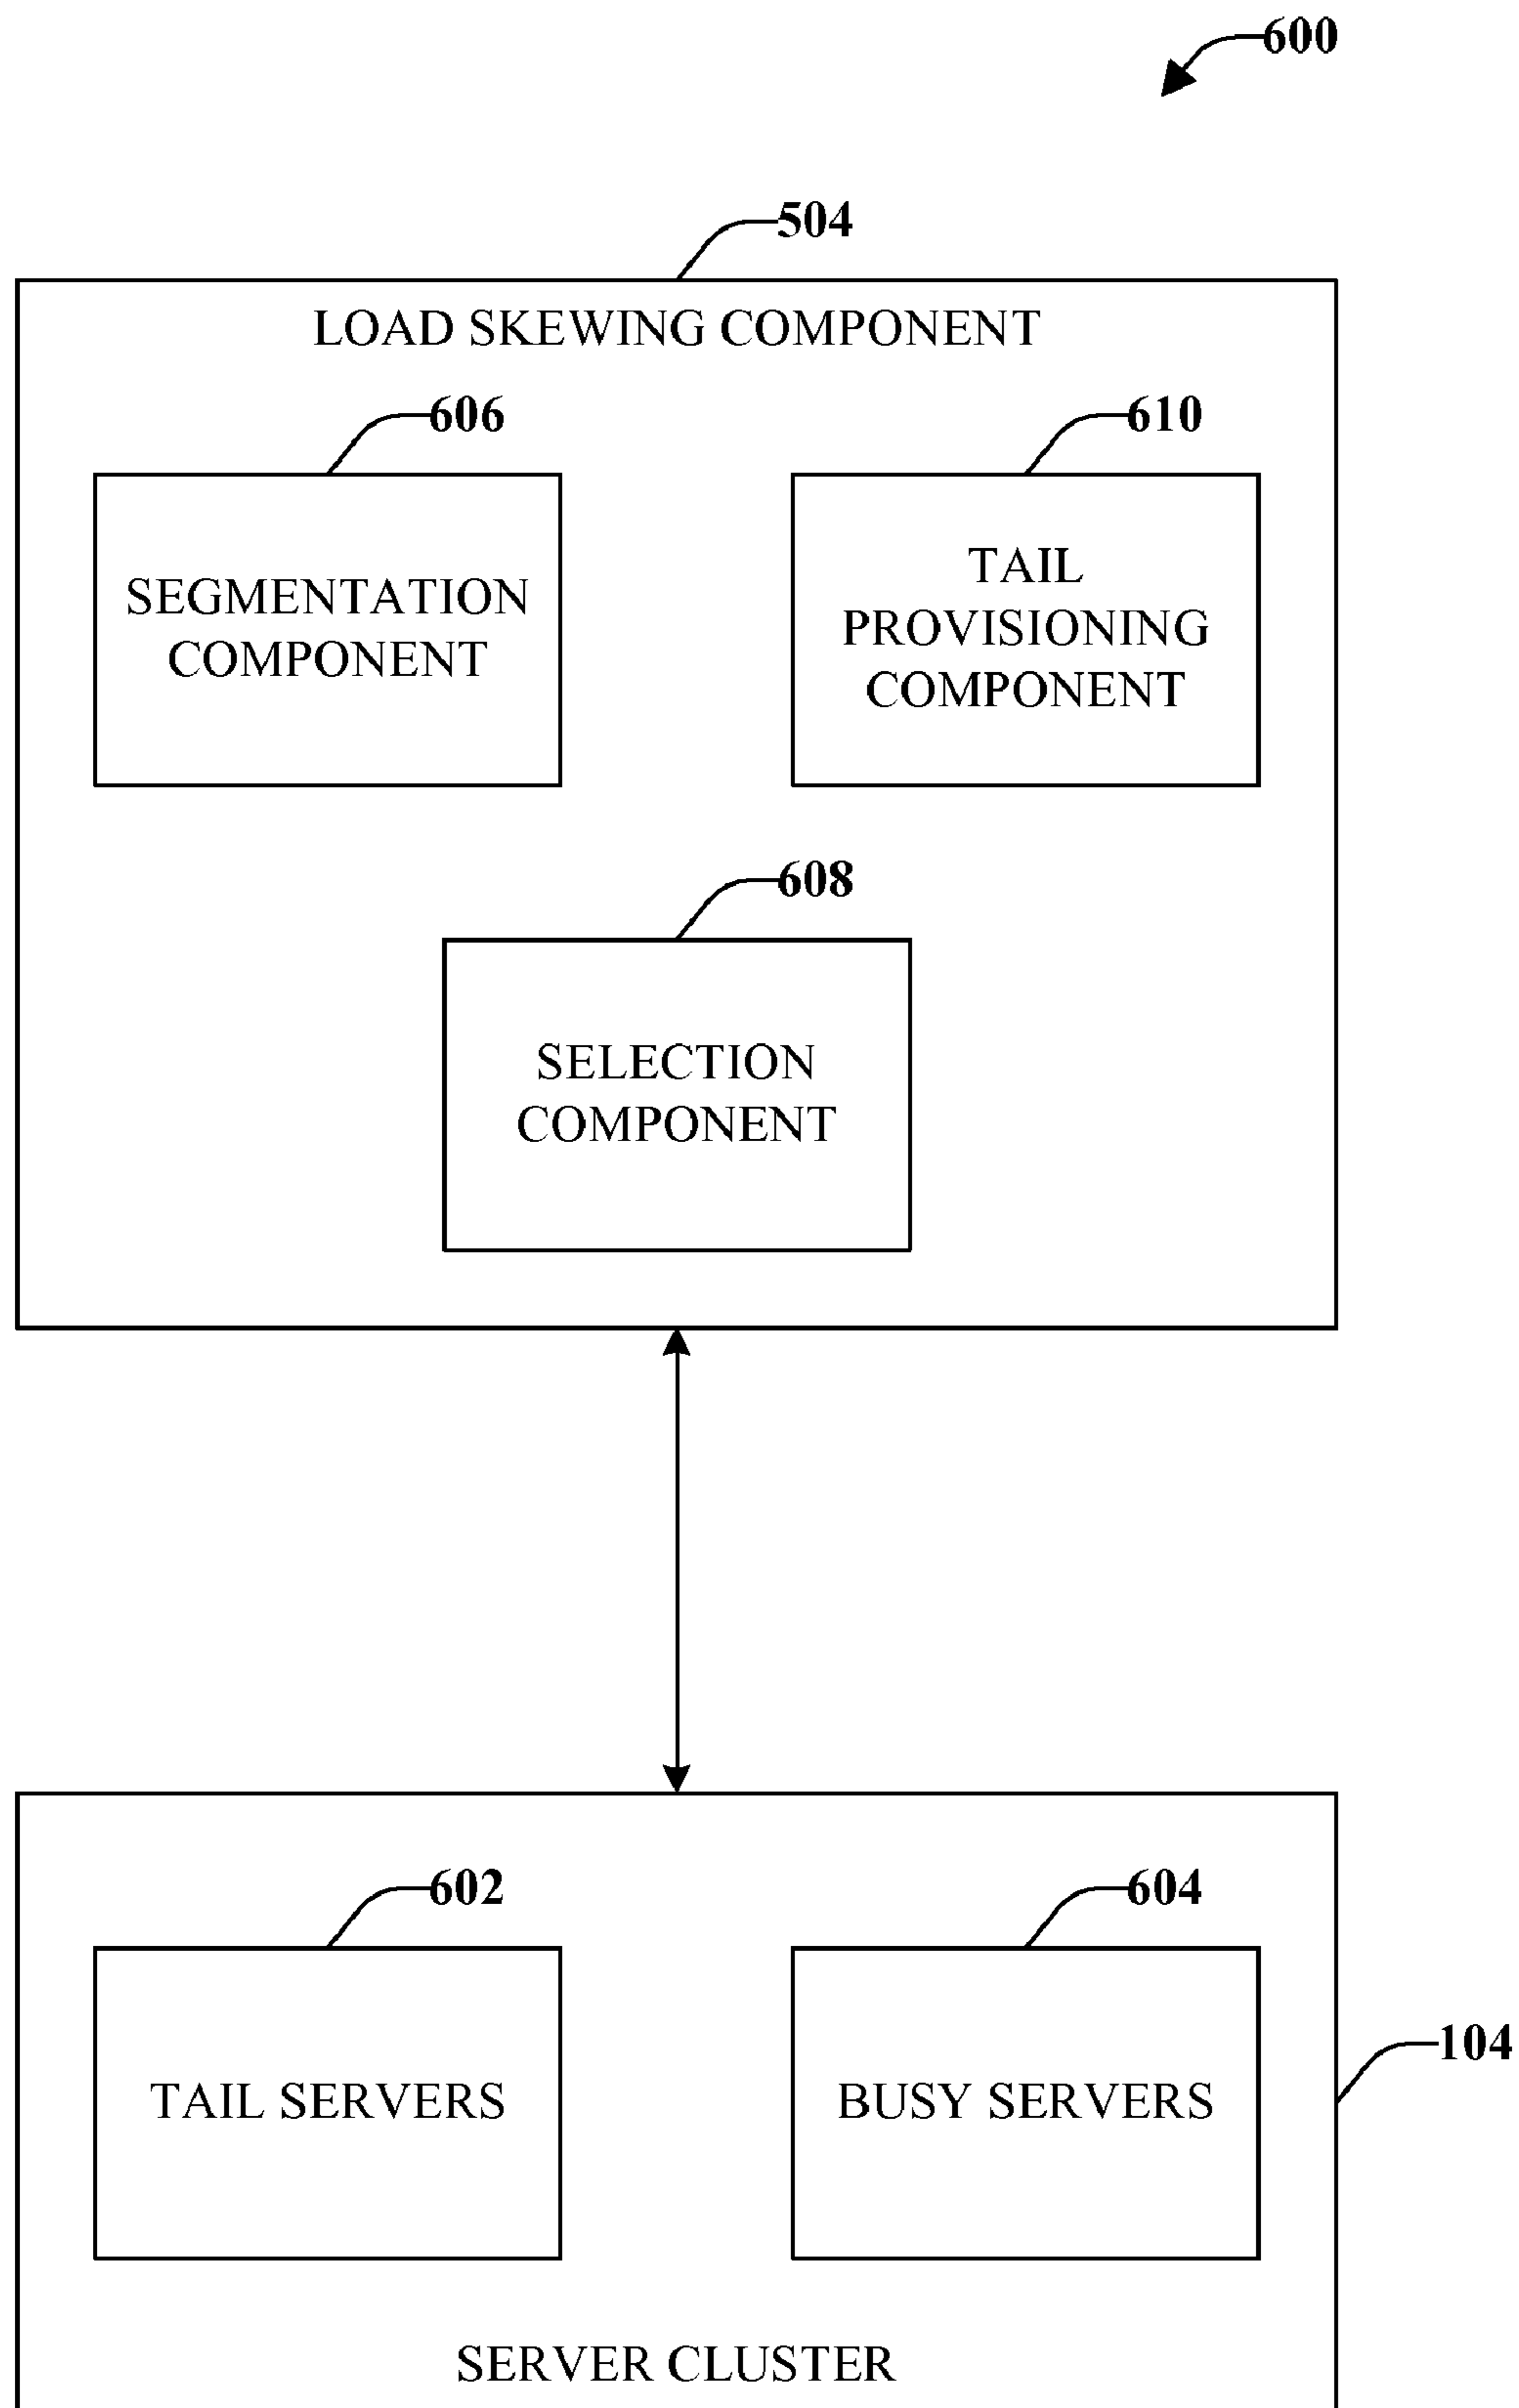 600
504
LOAD SKEWING COMPONENT
606
610
SEGMENTATION
COMPONENT
TAIL
PROVISIONING
COMPONENT
608
SELECTION
COMPONENT
602
604
104
TAIL SERVERS
BUSY SERVERS
SERVER CLUSTER